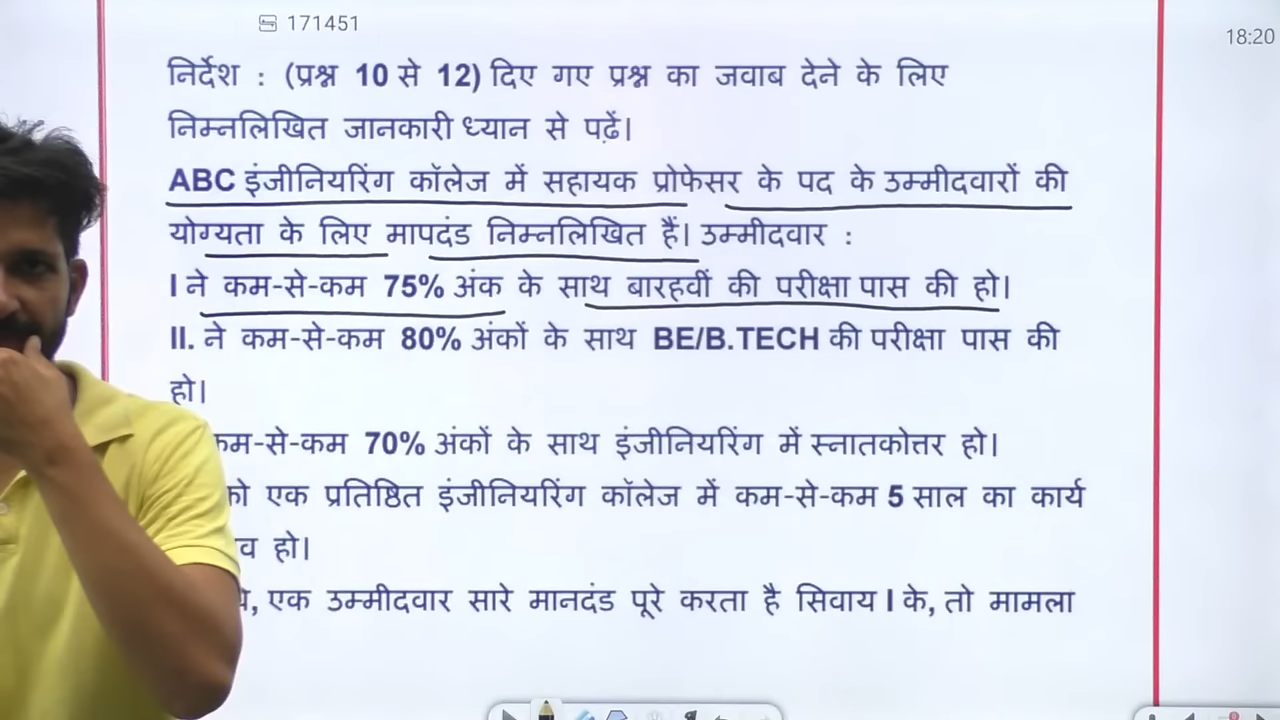 171451
18:20
निर्देश : (प्रश्न 10 से 12) दिए गए प्रश्न का जवाब देने के लिए
निम्नलिखित जानकारी ध्यान से पढ़ें।
ABC इंजीनियरिंग कॉलेज में सहायक प्रोफेसर के पद के उम्मीदवारों की
योग्यता के लिए मापदंड निम्नलिखित हैं। उम्मीदवार :
I ने कम-से-कम 75% अंक के साथ बारहवीं की परीक्षा पास की हो।
II. ने कम-से-कम 80% अंकों के साथ BE/B.TECH की परीक्षा पास की
हो।
कम-से-कम 70% अंकों के साथ इंजीनियरिंग में स्नातकोत्तर हो।
को एक प्रतिष्ठित इंजीनियरिंग कॉलेज में कम-से-कम 5 साल का कार्य
हो।
एक उम्मीदवार सारे मानदंड पूरे करता है सिवाय I के, तो मामला